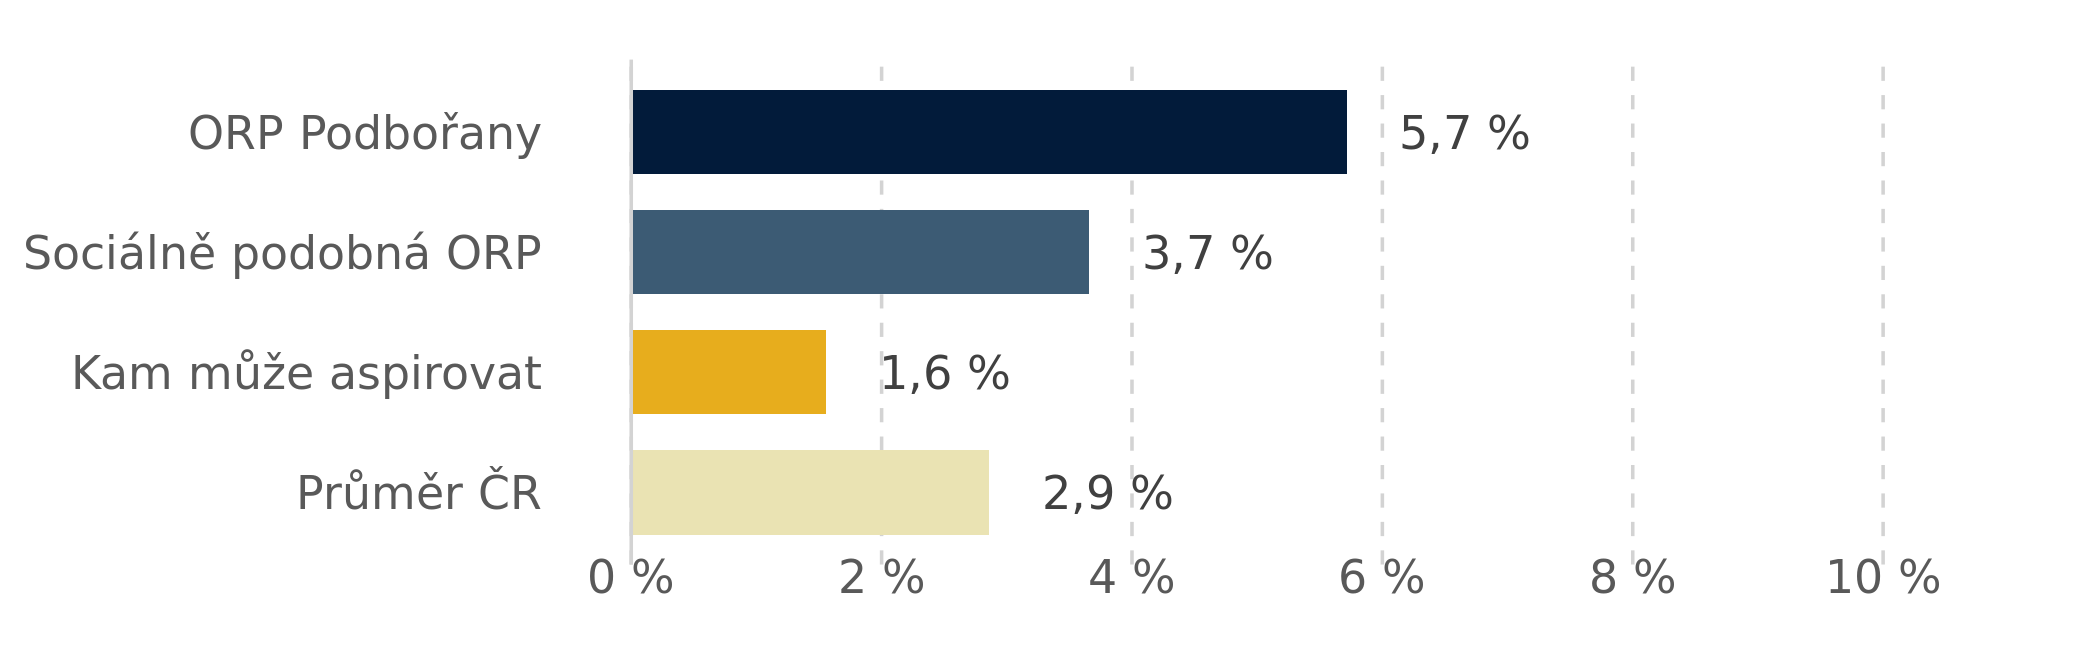 ORP Podbořany
5,7 %
Sociálně podobná ORP
3,7 %
Kam může aspirovat
1,6 %
Průměr ČR
2,9 %
0 %
2 %
4 %
6 %
8 %
10 %